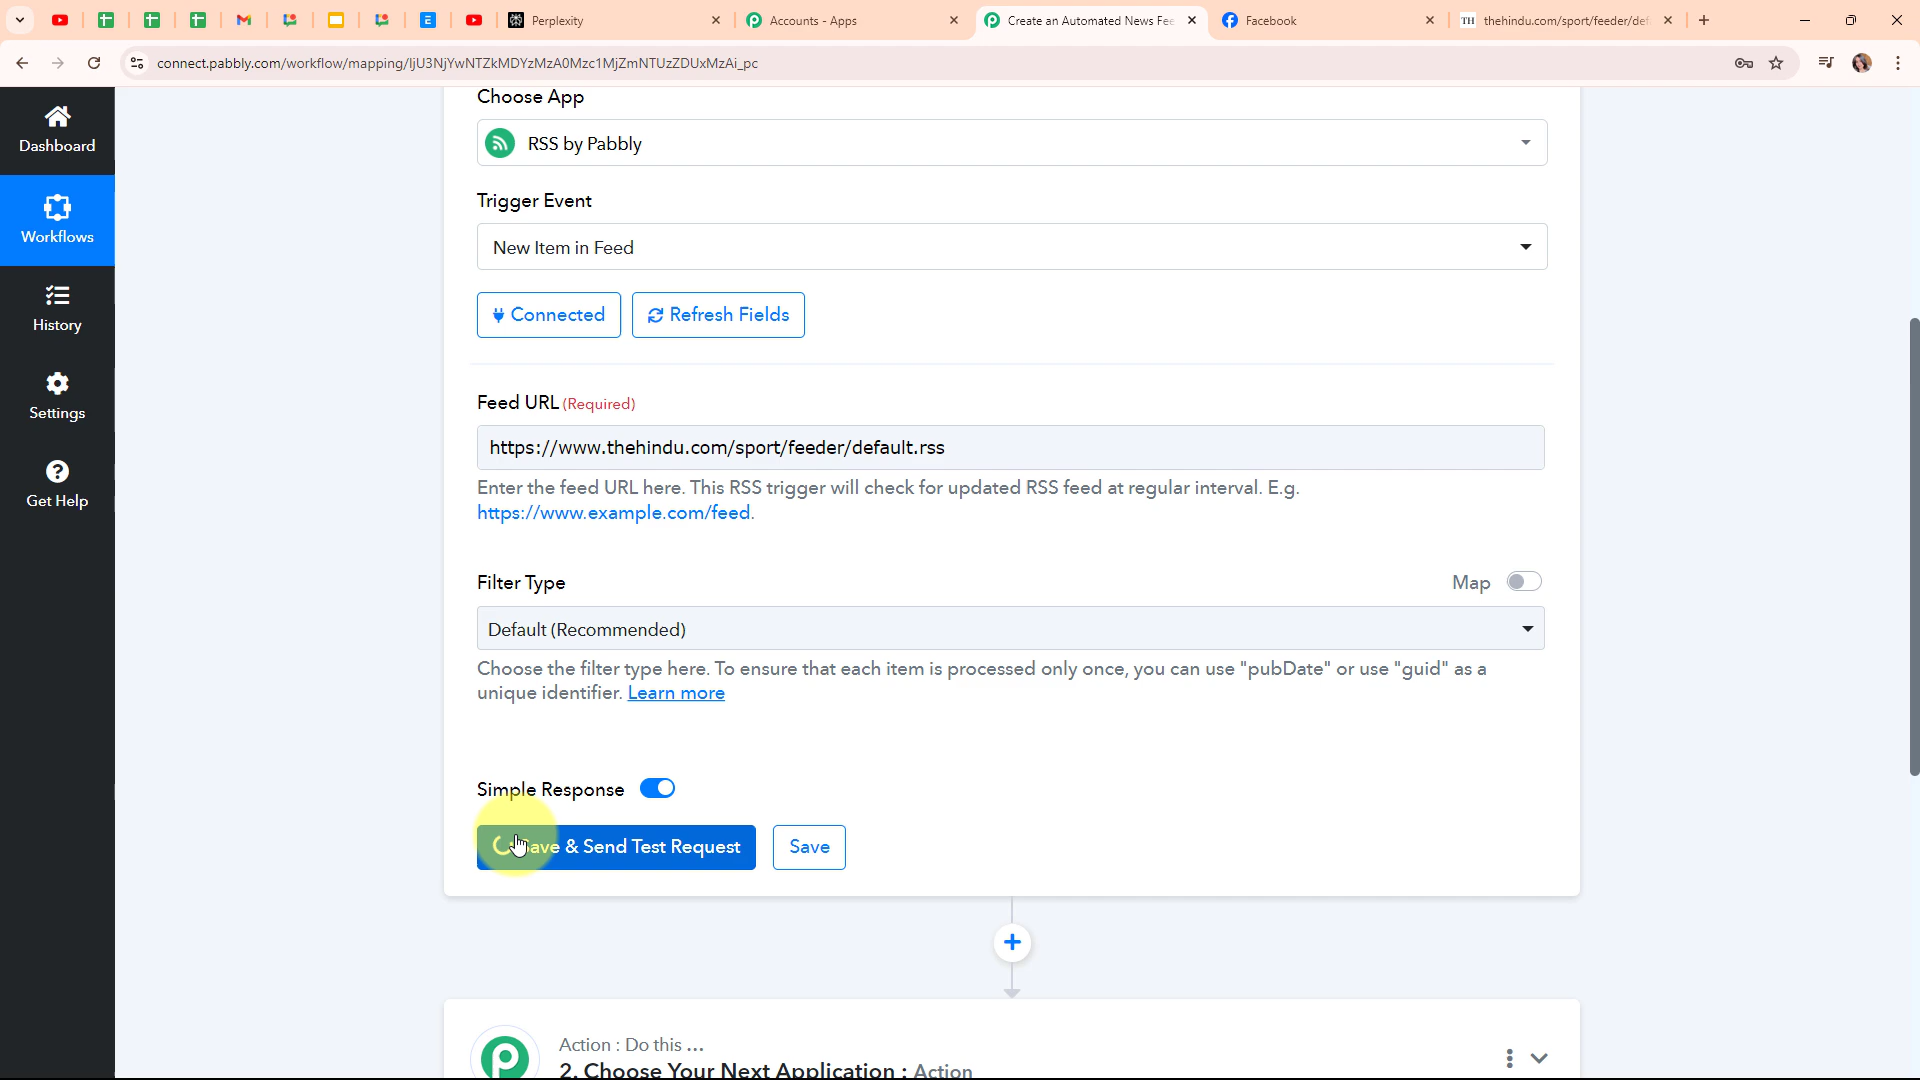 Perplexity
Accounts - Apps
Create an Automated News Fee
Facebook
TH
thehindu.com/sport/feeder/def
connect.pabbly.com/workflow/mapping/IjU3NjYwNTZkMDYzMzA0Mzc1MjZmNTUzZDUxMzAi_pc
Dashboard
Workflows
History
Settings
Get Help
Choose App
RSS by Pabbly
Trigger Event
New Item in Feed
Connected
Refresh Fields
Feed URL (Required)
https://www.thehindu.com/sport/feeder/default.rss
Enter the feed URL here. This RSS trigger will check for updated RSS feed at regular interval. E.g.
https://www.example.com/feed.
Filter Type
Map
Default (Recommended)
Choose the filter type here. To ensure that each item is processed only once, you can use "pubDate" or use "guid" as a
unique identifier. Learn more
Simple Response
Save & Send Test Request
Save
Action : Do this ...
2. Choose Your Next Application : Action